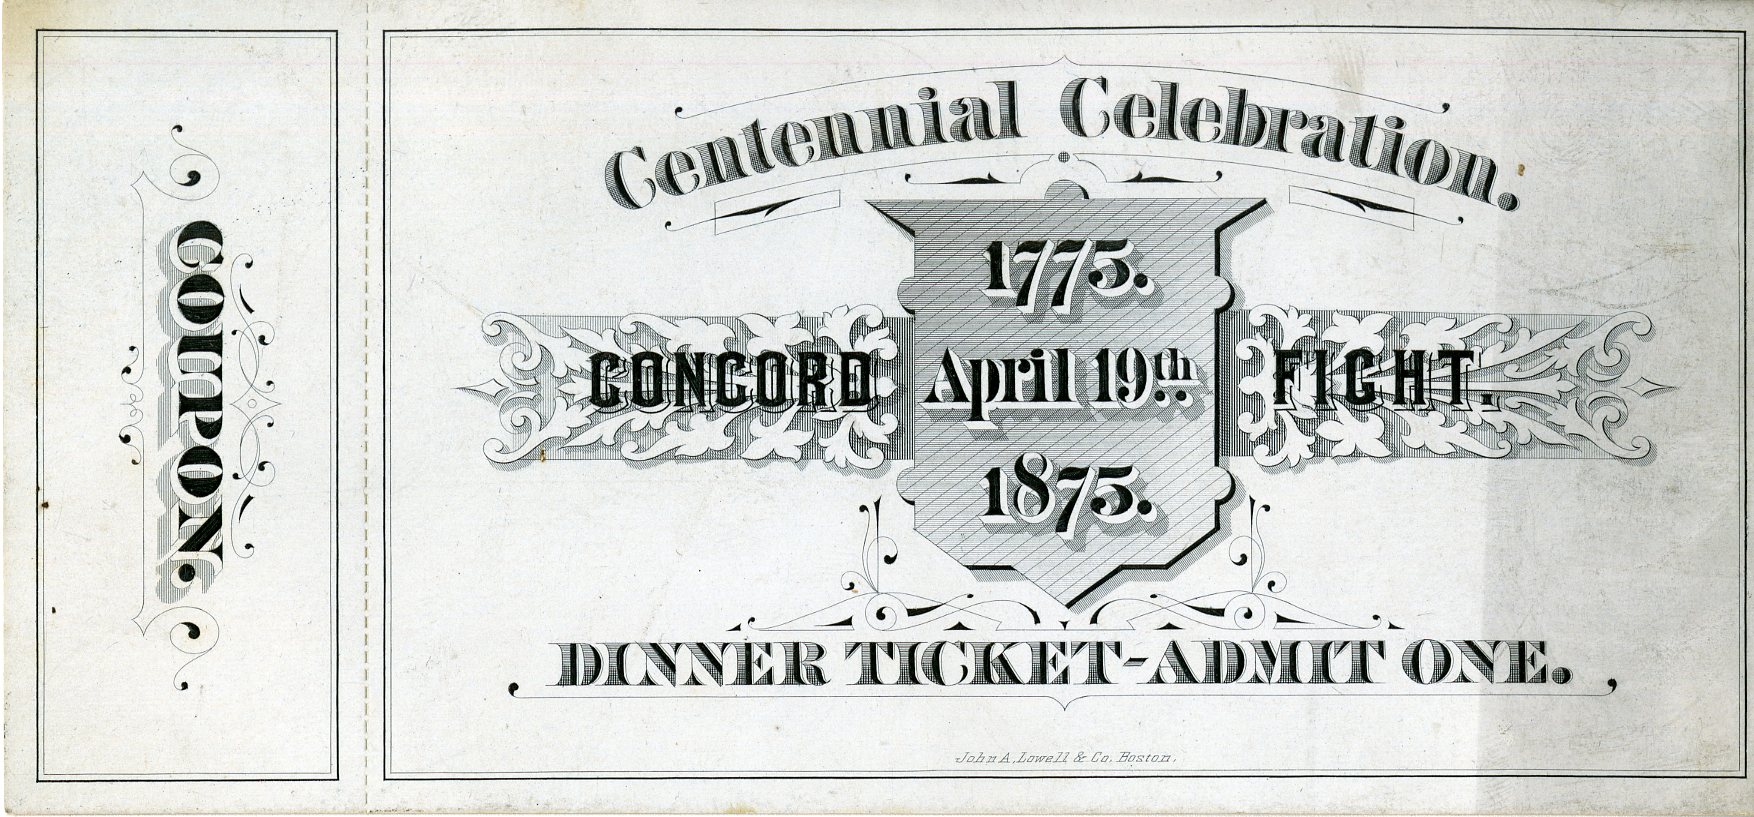 COUPON.
Centennial Celebration.
1775.
CONCORD April 19th. FIGHT.
1875.
DINNER TICKET-ADMIT ONE.
John A. Lowell & Co. Boston.